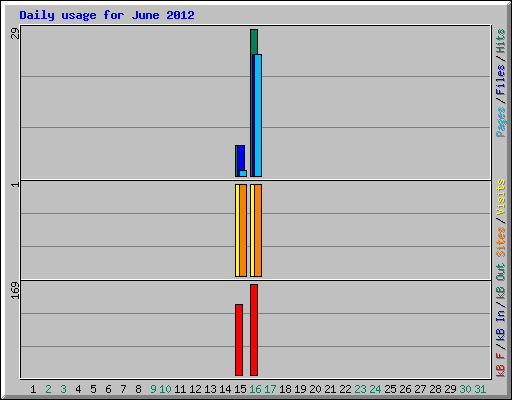 Daily usage for June 2012
29
1
169
Pages / Files / Hits
Sites / Visits
kB F / kB In / kB Out
1 2 3 4 5 6 7 8 9 10 11 12 13 14 15 16 17 18 19 20 21 22 23 24 25 26 27 28 29 30 31